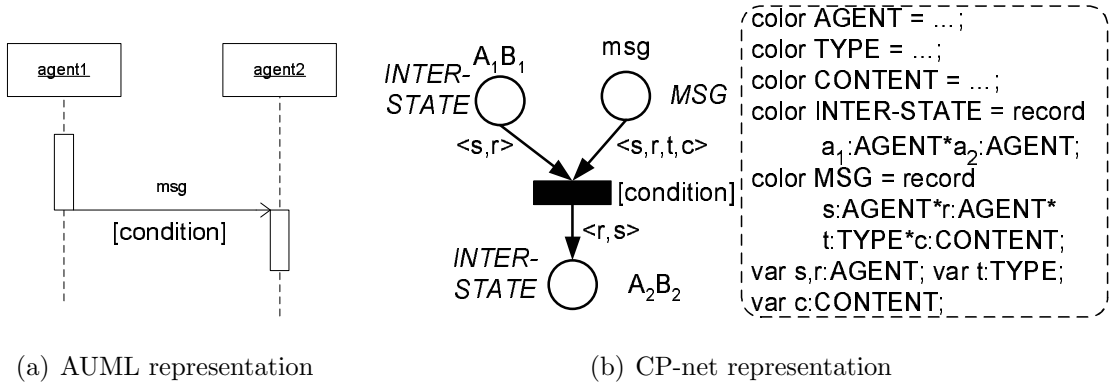 agent1
agent2
msg
[condition]
A₁B₁
INTER-
STATE
msg
MSG
<s,r>
<s,r,t,c>
[condition]
<r,s>
INTER-
STATE
A₂B₂
color AGENT = ...;
color TYPE = ...;
color CONTENT = ...;
color INTER-STATE = record
a₁:AGENT*a₂:AGENT;
color MSG = record
s:AGENT*r:AGENT*
t:TYPE*c:CONTENT;
var s,r:AGENT; var t:TYPE;
var c:CONTENT;
(a) AUML representation
(b) CP-net representation